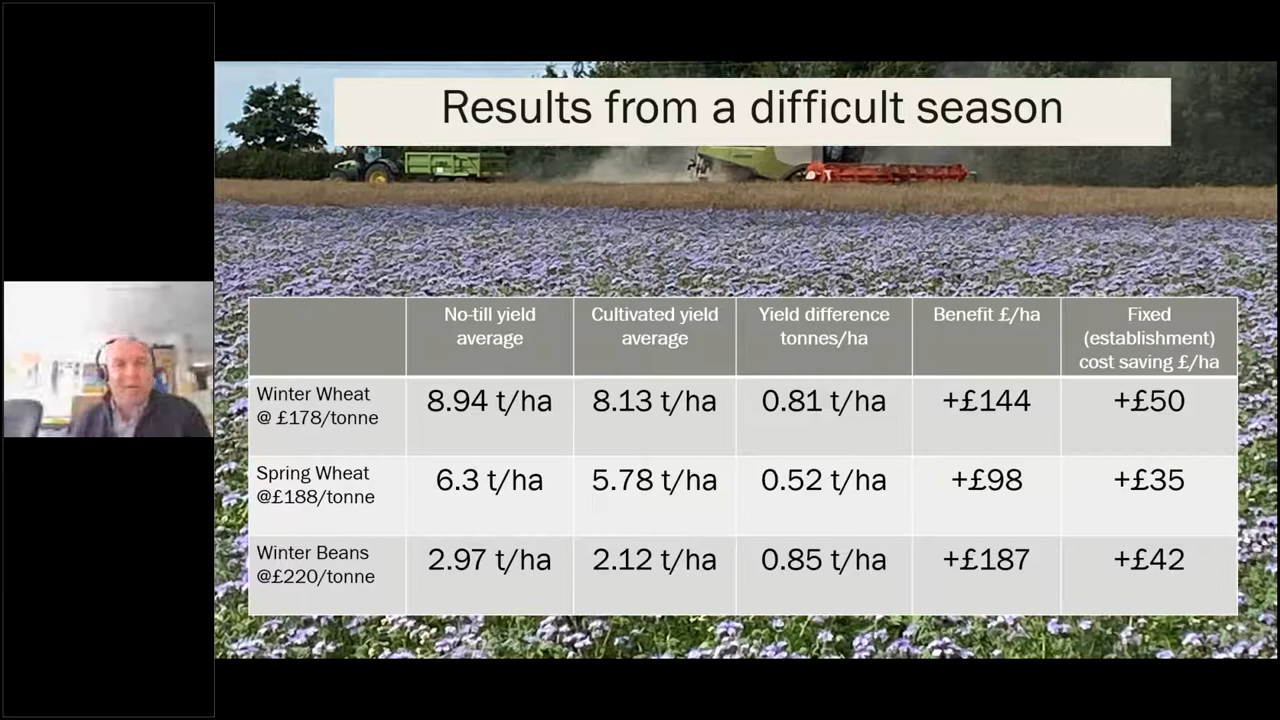 Results from a difficult season
No-till yield
average
Cultivated yield
average
Yield difference
tonnes/ha
Benefit £/ha
Fixed
(establishment)
cost saving £/ha
Winter Wheat
@ £178/tonne
8.94 t/ha
8.13 t/ha
0.81 t/ha
+£144
+£50
Spring Wheat
@£188/tonne
6.3 t/ha
5.78 t/ha
0.52 t/ha
+£98
+£35
Winter Beans
@£220/tonne
2.97 t/ha
2.12 t/ha
0.85 t/ha
+£187
+£42